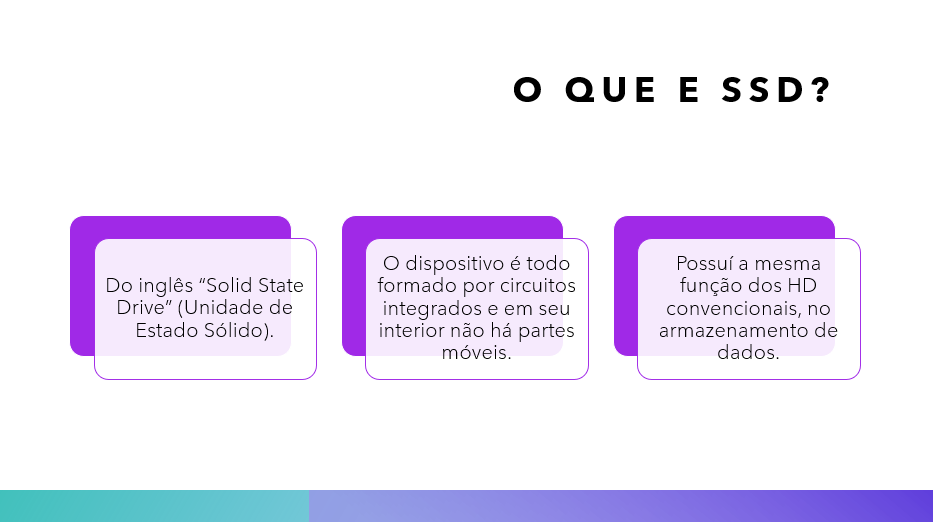 O QUE E SSD?
Do inglês “Solid State
Drive” (Unidade de
Estado Sólido).
O dispositivo é todo
formado por circuitos
integrados e em seu
interior não há partes
móveis.
Possuí a mesma
função dos HD
convencionais, no
armazenamento de
dados.